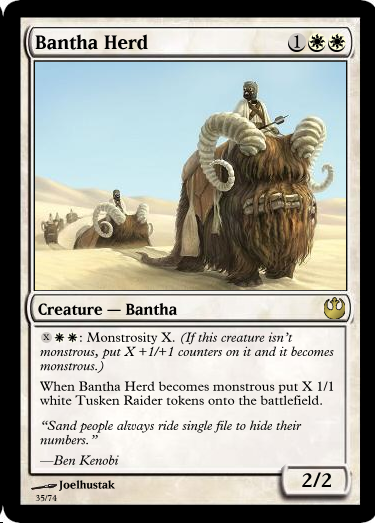 Bantha Herd 1
Creature — Bantha
X : Monstrosity X. (If this creature isn't
monstrous, put X +1/+1 counters on it and it becomes
monstrous.)
When Bantha Herd becomes monstrous put X 1/1
white Tusken Raider tokens onto the battlefield.
"Sand people always ride single file to hide their
numbers."
—Ben Kenobi
2/2
Joelhustak
35/74